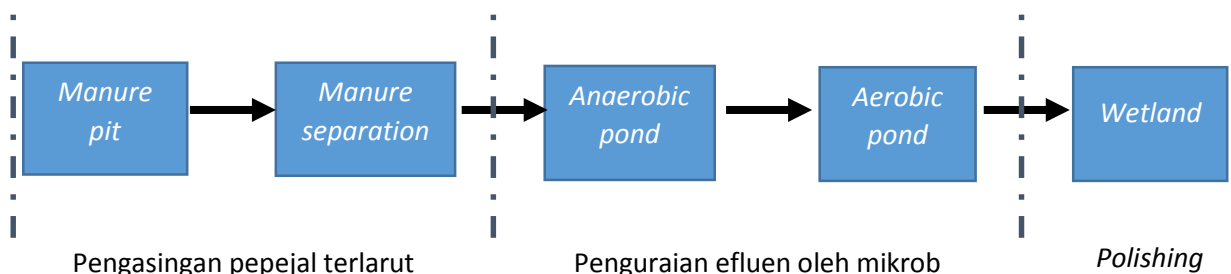 Manure
pit
Manure
separation
Anaerobic
pond
Aerobic
pond
Wetland
Pengasingan pepejal terlarut
Penguraian efluen oleh mikrob
Polishing